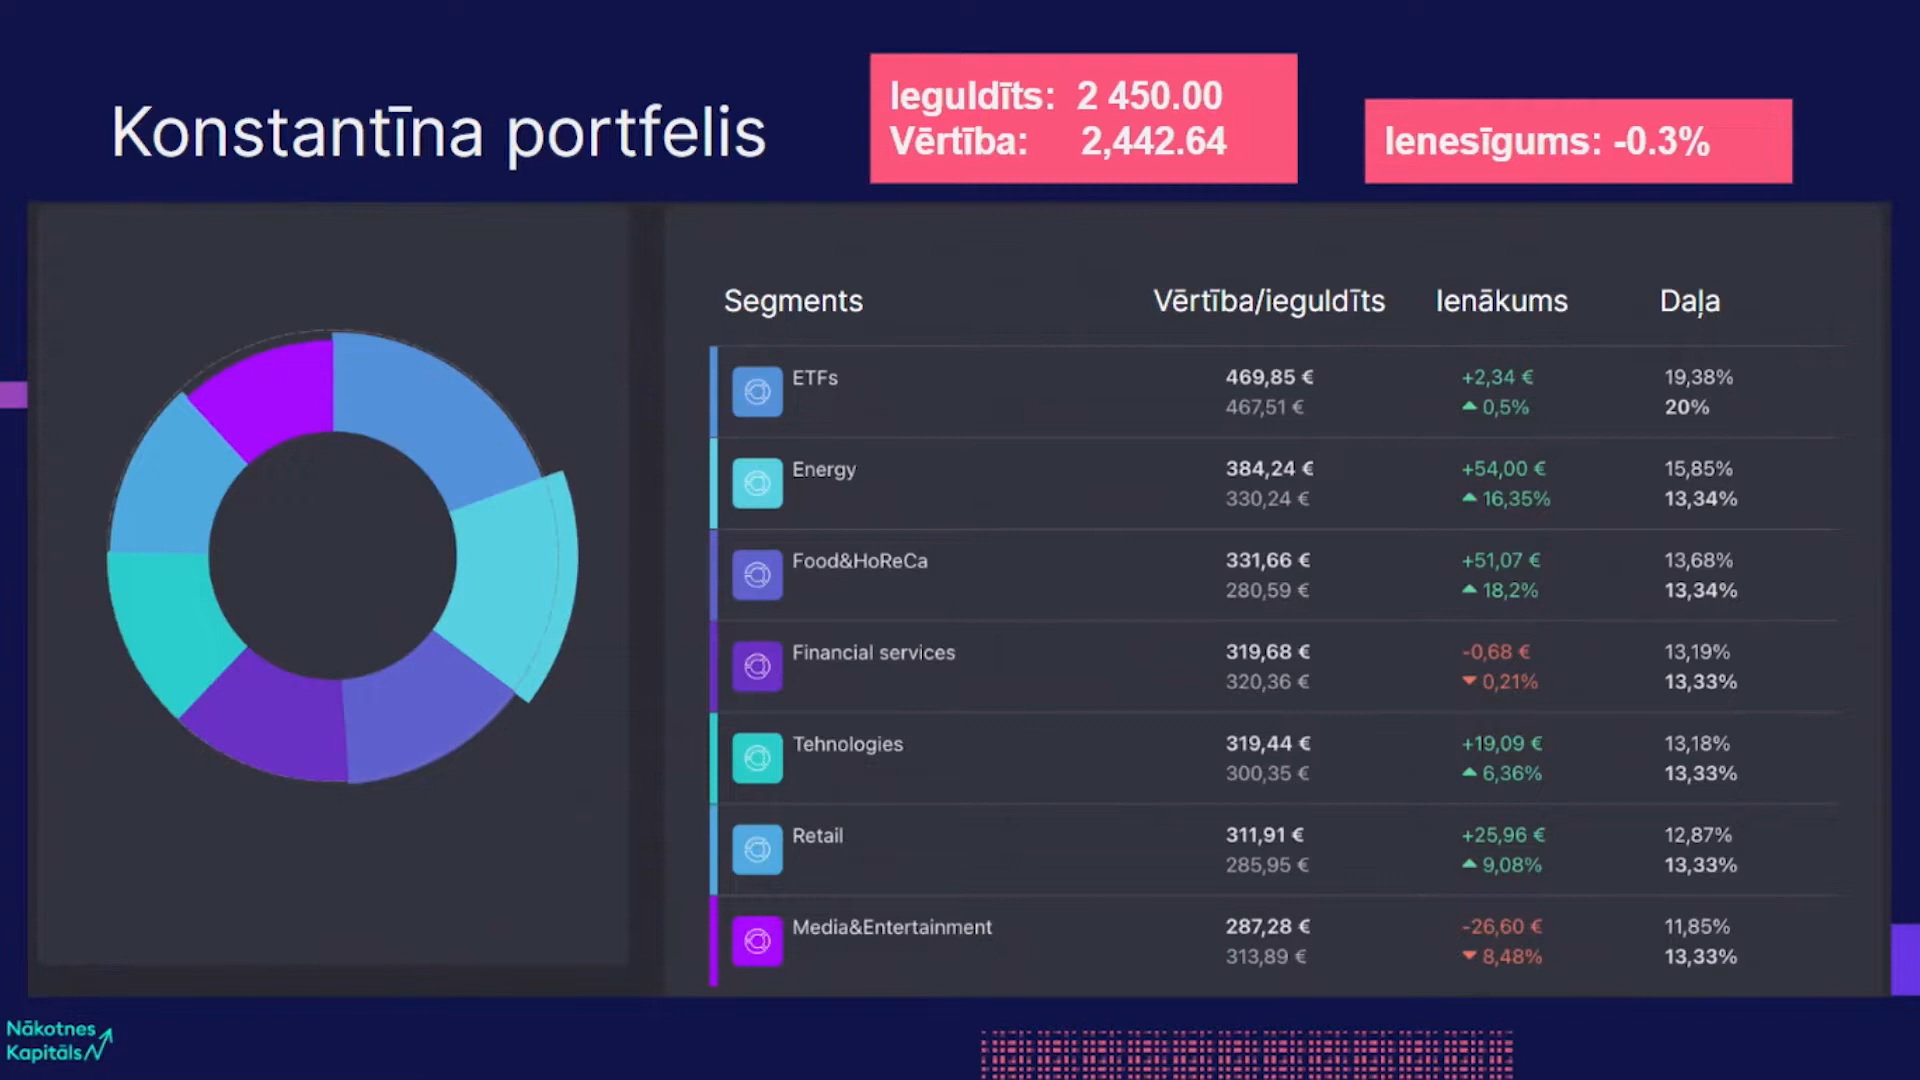 Konstantīna portfelis
Ieguldīts: 2 450.00
Vērtība: 2,442.64
Ienesīgums: -0.3%
Segments Vērtība/ieguldīts Ienākums Daļa
ETFs 469,85 € +2,34 € 19,38%
467,51 € 0,5% 20%
Energy 384,24 € +54,00 € 15,85%
330,24 € 16,35% 13,34%
Food&HoReCa 331,66 € +51,07 € 13,68%
280,59 € 18,2% 13,34%
Financial services 319,68 € -0,68 € 13,19%
320,36 € 0,21% 13,33%
Tehnologies 319,44 € +19,09 € 13,18%
300,35 € 6,36% 13,33%
Retail 311,91 € +25,96 € 12,87%
285,95 € 9,08% 13,33%
Media&Entertainment 287,28 € -26,60 € 11,85%
313,89 € 8,48% 13,33%
Nākotnes
Kapitāls